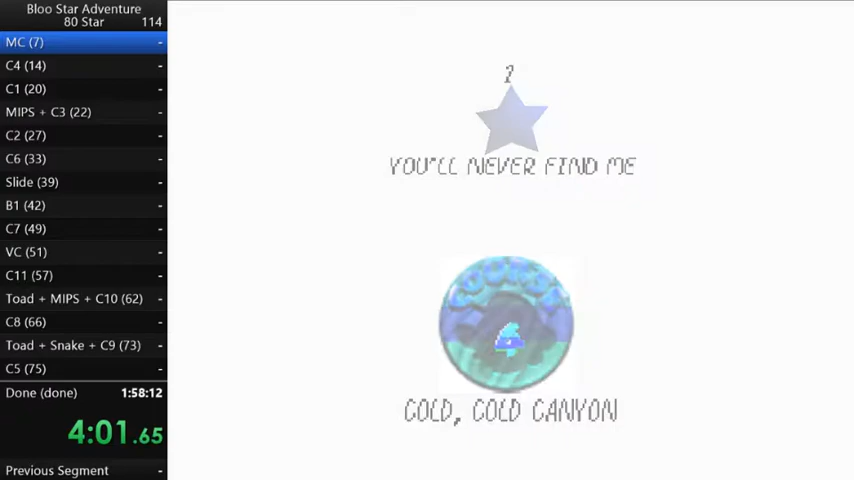 Bloo Star Adventure
80 Star 114
MC (7) -
C4 (14) -
C1 (20) -
MIPS + C3 (22) -
C2 (27) -
C6 (33) -
Slide (39) -
B1 (42) -
C7 (49) -
VC (51) -
C11 (57) -
Toad + MIPS + C10 (62) -
C8 (66) -
Toad + Snake + C9 (73) -
C5 (75) -
Done (done) 1:58:12
4:01.65
Previous Segment -
?
YOU'LL NEVER FIND ME
COURSE
4
COLD, COLD CANYON